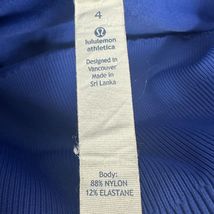 4
lululemon
athletica
Designed in
Vancouver
Made in
Sri Lanka
Body:
88% NYLON
12% ELASTANE